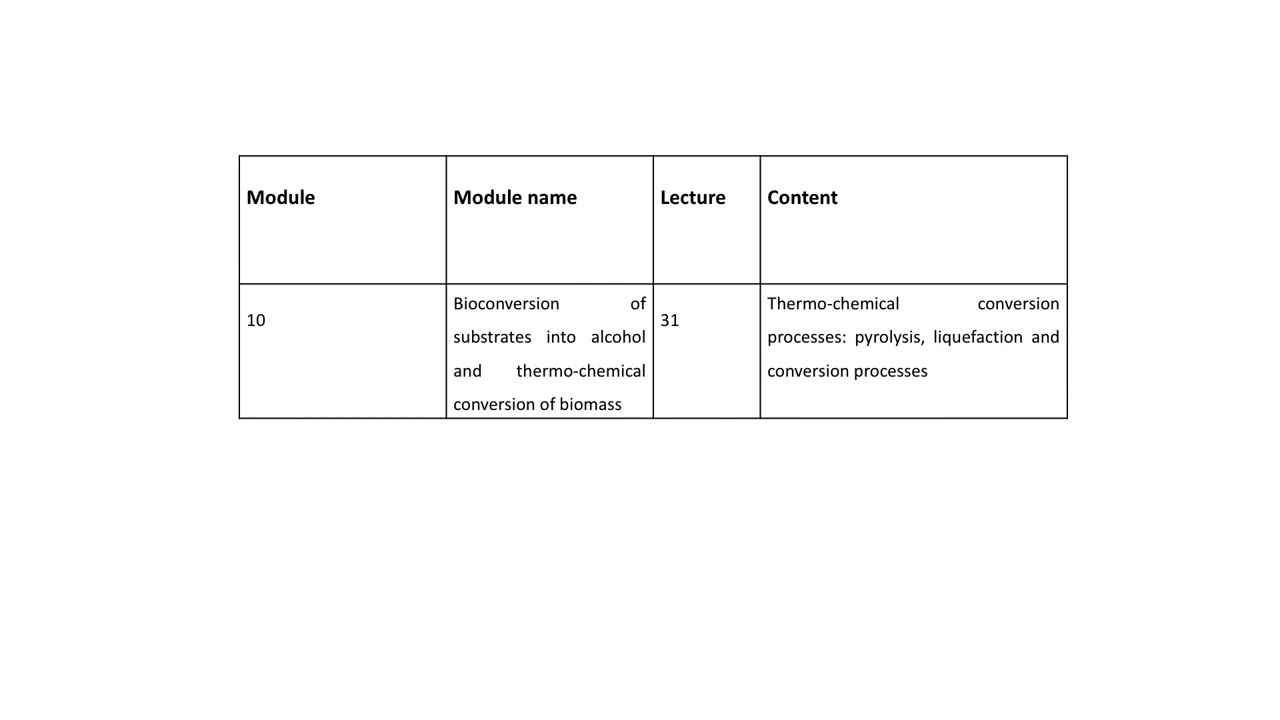 Module
Module name
Lecture
Content
10
Bioconversion of
substrates into alcohol
and thermo-chemical
conversion of biomass
31
Thermo-chemical conversion
processes: pyrolysis, liquefaction and
conversion processes